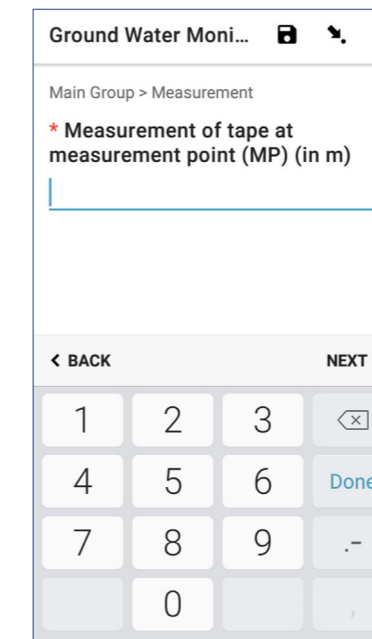 Ground Water Moni...
Main Group > Measurement
* Measurement of tape at
measurement point (MP) (in m)
< BACK NEXT
1 2 3
4 5 6 Done
7 8 9 .-
0 ,